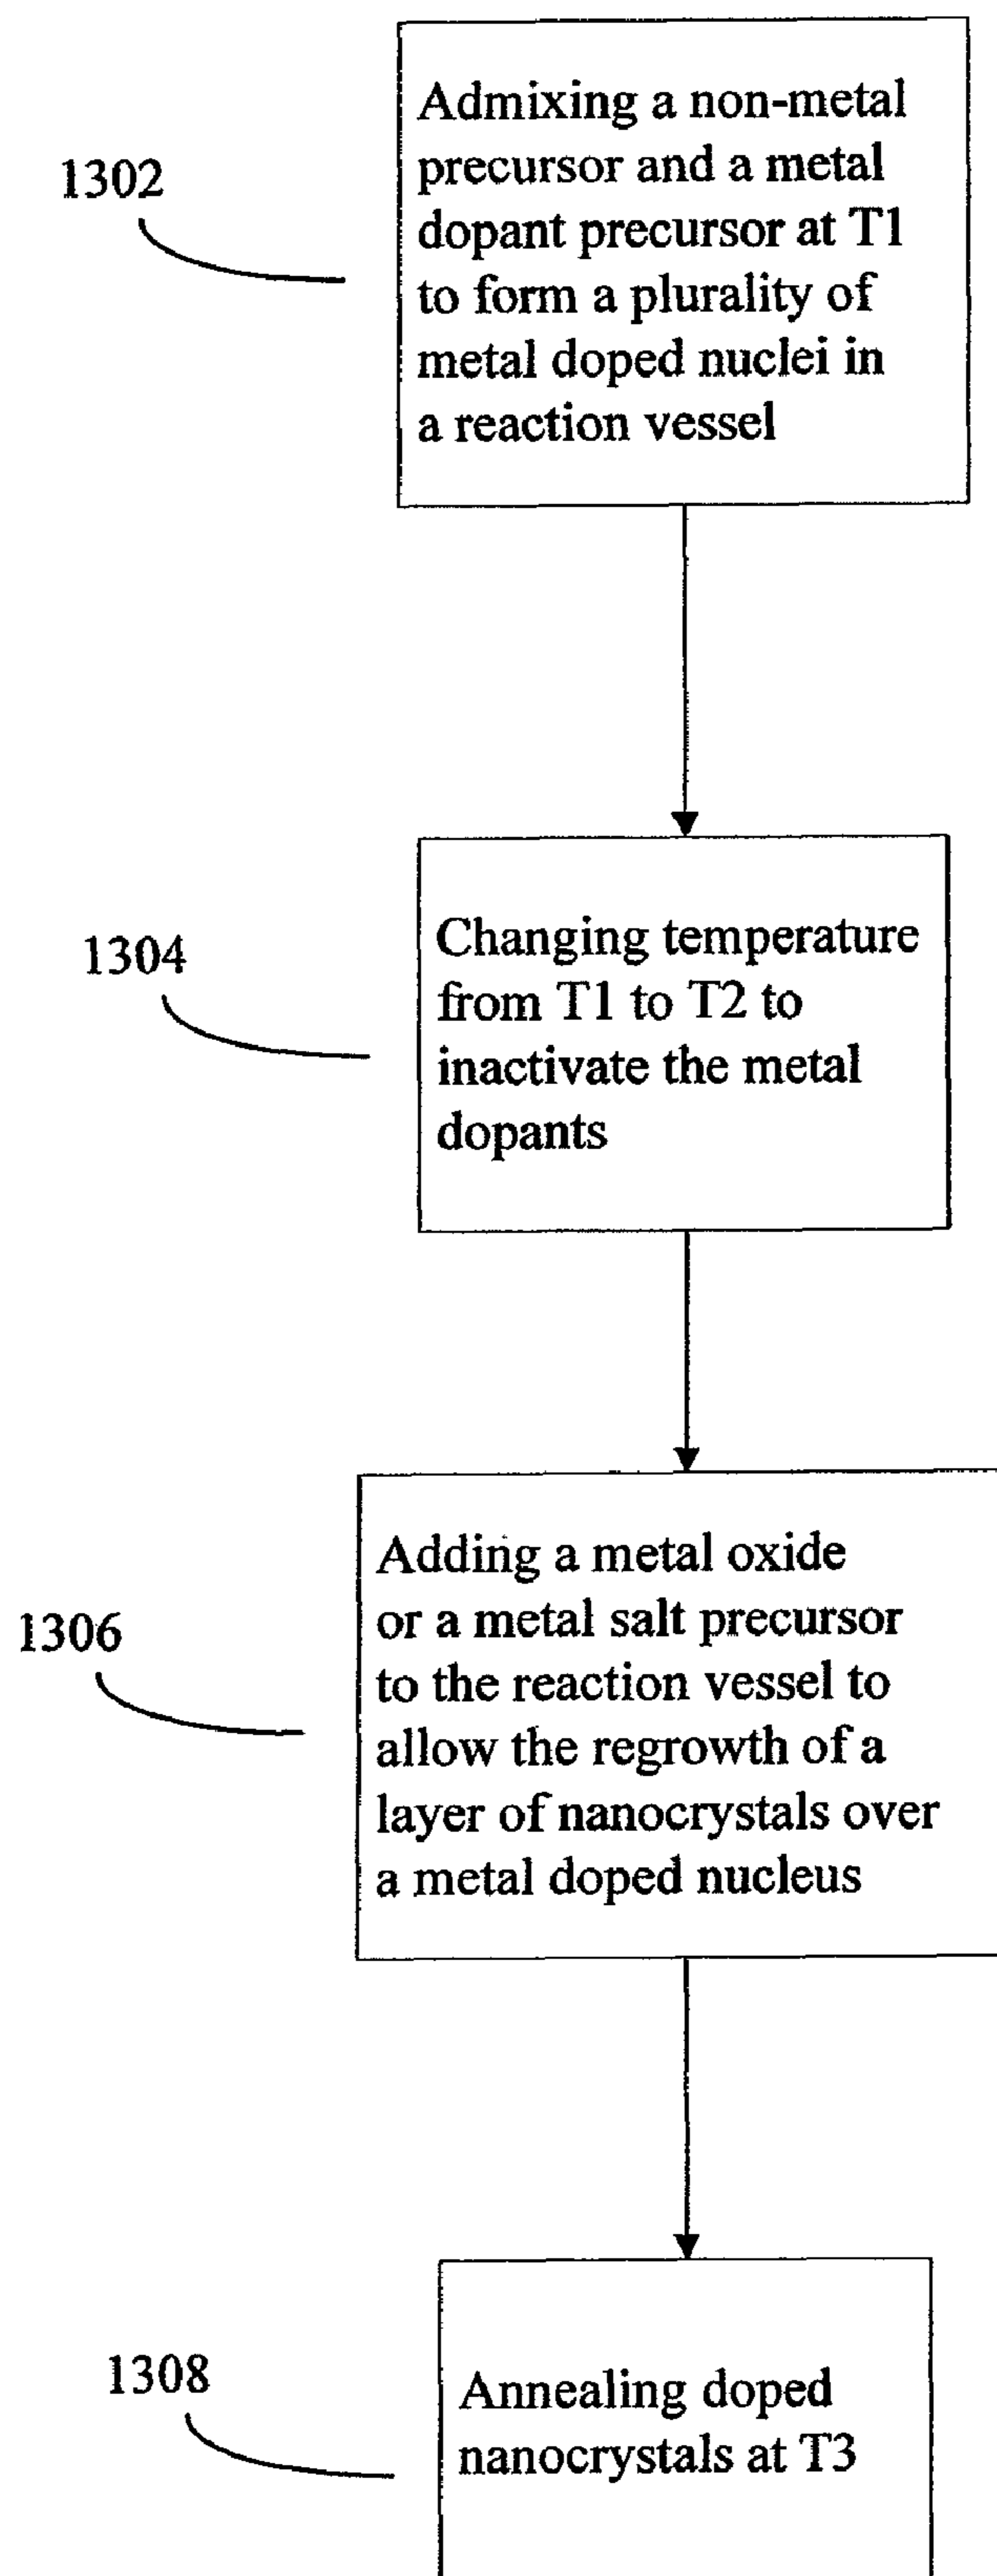 1302
Admixing a non-metal
precursor and a metal
dopant precursor at T1
to form a plurality of
metal doped nuclei in
a reaction vessel
1304
Changing temperature
from T1 to T2 to
inactivate the metal
dopants
1306
Adding a metal oxide
or a metal salt precursor
to the reaction vessel to
allow the regrowth of a
layer of nanocrystals over
a metal doped nucleus
1308
Annealing doped
nanocrystals at T3